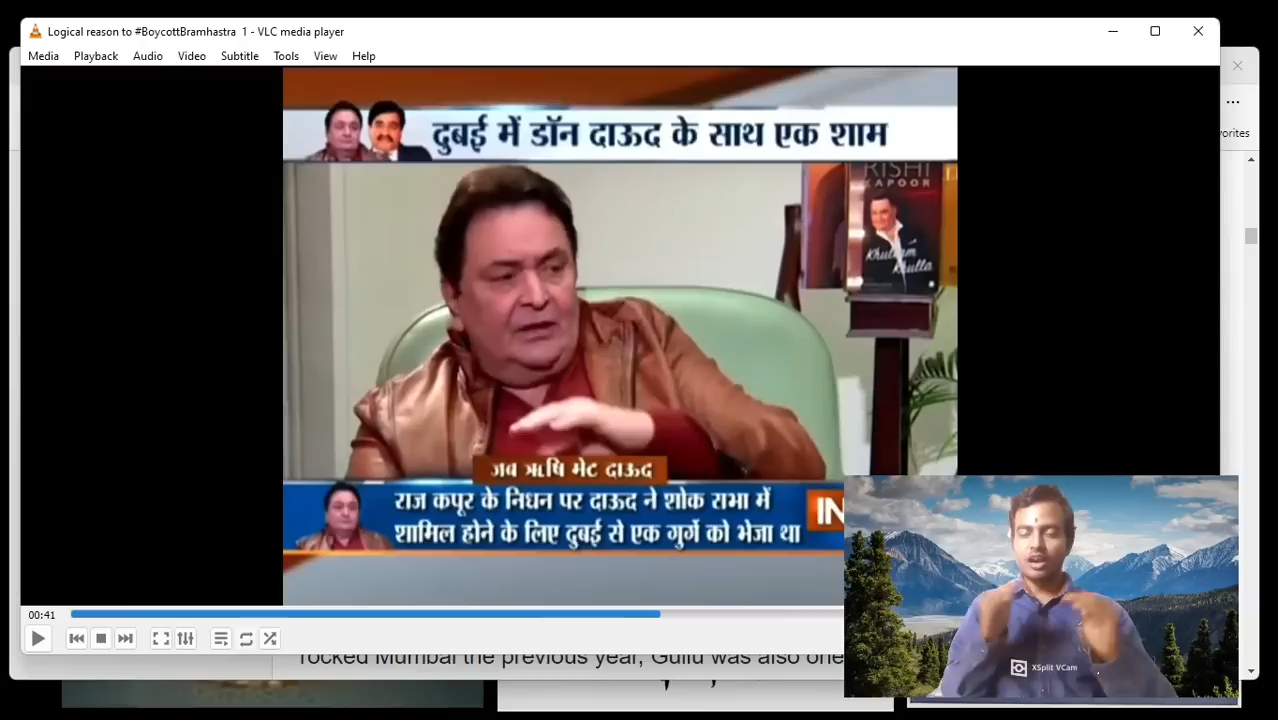 Logical reason to #BoycottBramhastra  1 - VLC media player
Media Playback Audio Video Subtitle Tools View Help
दुबई में डॉन दाऊद के साथ एक शाम
RISHI
KAPOOR
Khullam
Khulla
जब ऋषि भेट दाऊद
राज कपूर के निधन पर दाऊद ने शोक सभा में
शामिल होने के लिए दुबई से एक गुर्गे को भेजा था
IN
00:41
XSplit VCam
...
vorites
rocked Mumbai the previous year, Gullu was also one